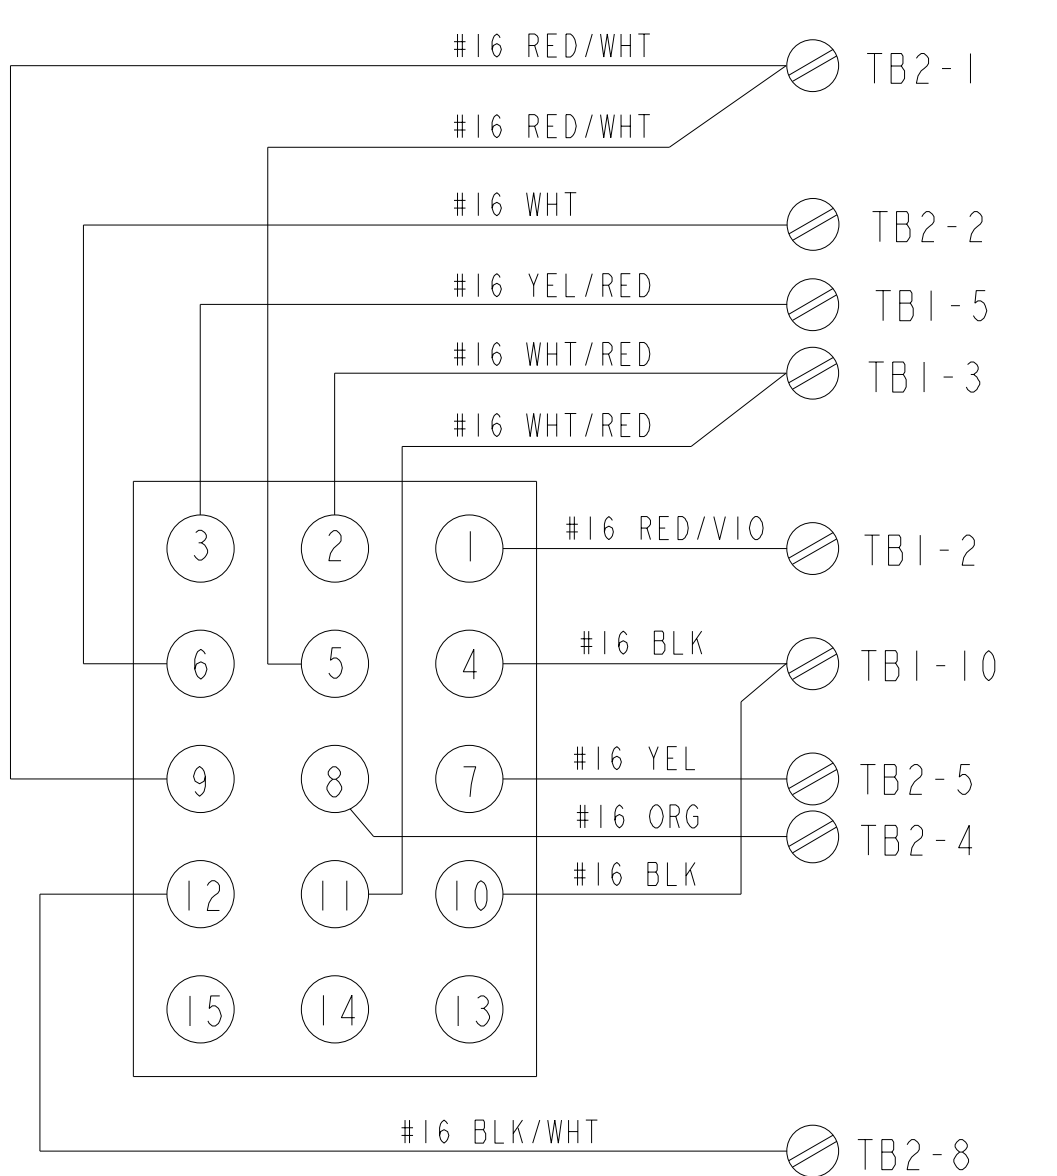 #16 RED/WHT
TB2-1
#16 RED/WHT
#16 WHT
TB2-2
#16 YEL/RED
TB1-5
#16 WHT/RED
TB1-3
#16 WHT/RED
3 2 1
#16 RED/VIO
TB1-2
6 5 4
#16 BLK
TB1-10
9 8 7
#16 YEL
TB2-5
#16 ORG
TB2-4
#16 BLK
12 11 10
15 14 13
#16 BLK/WHT
TB2-8